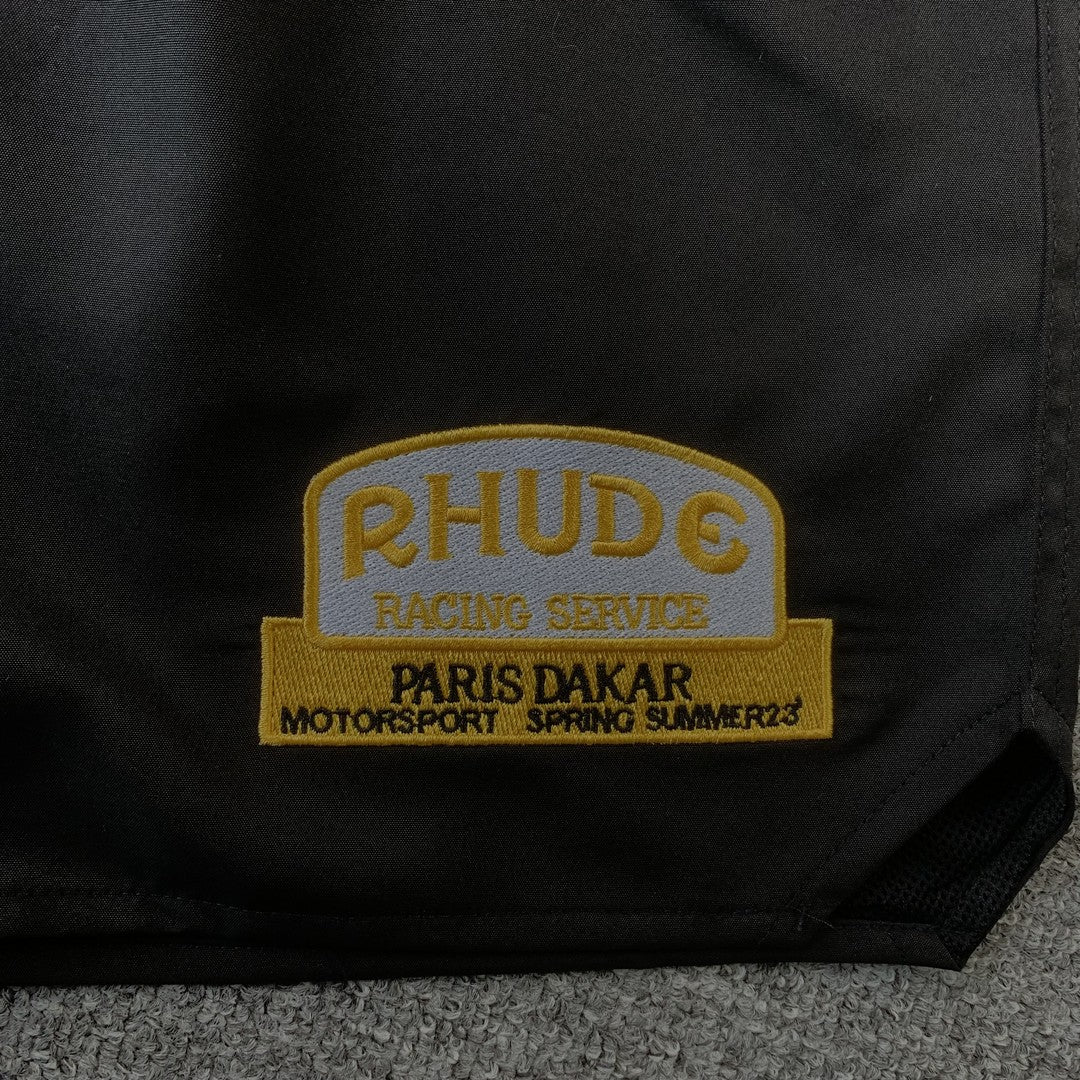 RHUDE
RACING SERVICE
PARIS DAKAR
MOTORSPORT SPRING SUMMER23'